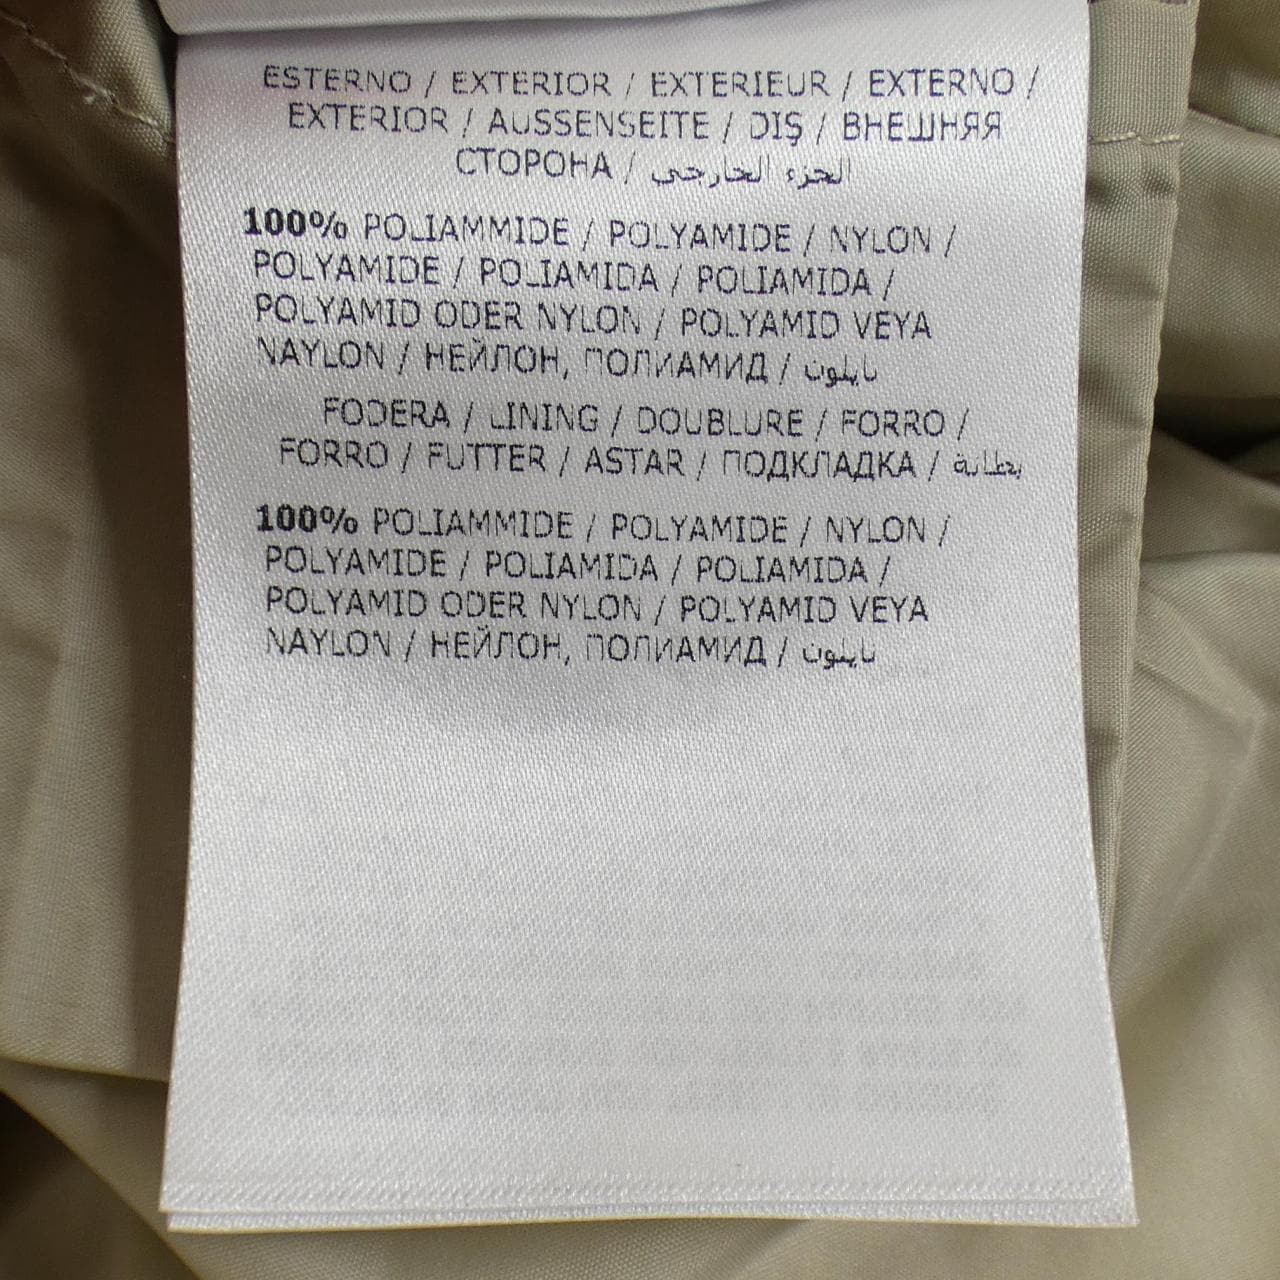 ESTERNO / EXTERIOR / EXTERIEUR / EXTERNO /
EXTERIOR / AUSSENSEITE / DIŞ / ВНЕШНЯЯ
СТОРОНА / الجزء الخارجي
100% POLIAMMIDE / POLYAMIDE / NYLON /
POLYAMIDE / POLIAMIDA / POLIAMIDA /
POLYAMID ODER NYLON / POLYAMID VEYA
NAYLON / НЕЙЛОН, ПОЛИАМИД / نايلون
FODERA / LINING / DOUBLURE / FORRO /
FORRO / FUTTER / ASTAR / ПОДКЛАДКА / بطانة
100% POLIAMMIDE / POLYAMIDE / NYLON /
POLYAMIDE / POLIAMIDA / POLIAMIDA /
POLYAMID ODER NYLON / POLYAMID VEYA
NAYLON / НЕЙЛОН, ПОЛИАМИД / نايلون